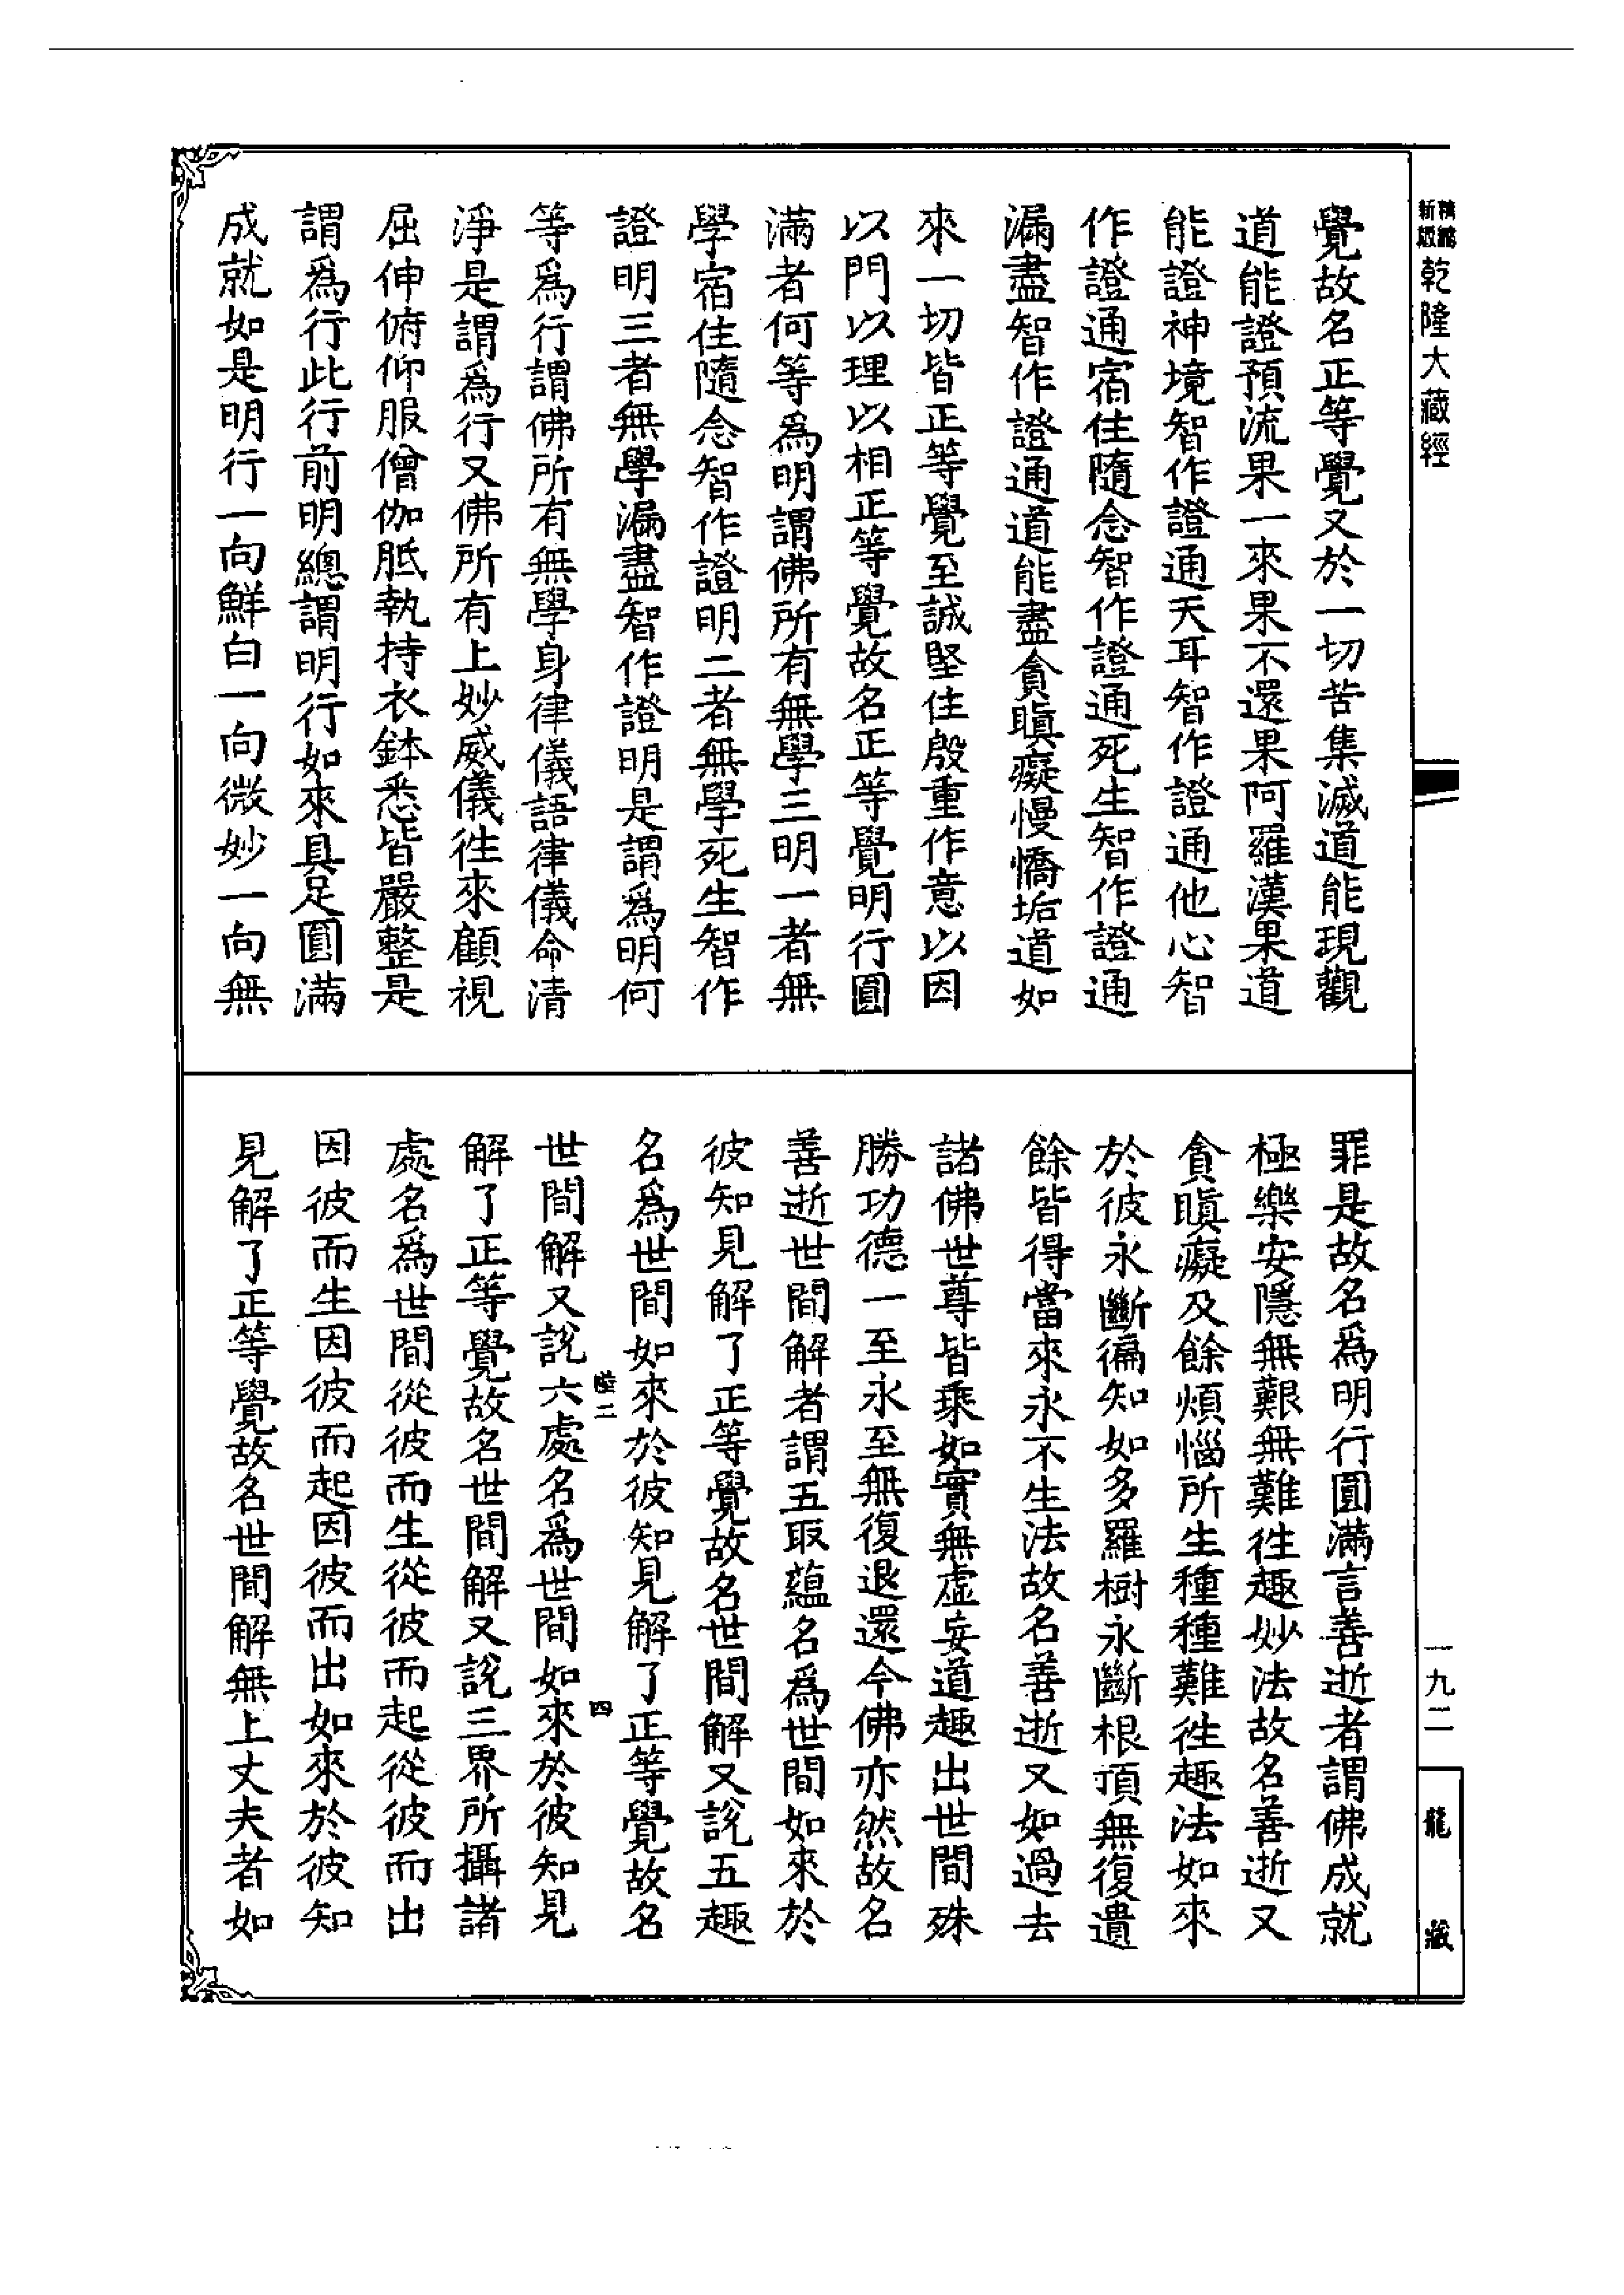 新版
精縮
乾隆大藏經
覺故名正等覺又於一切苦集滅道能現觀
道能證預流果一來果不還果阿羅漢果道
能證神境智作證通天耳智作證通他心智
作證通宿住隨念智作證通死生智作證通
漏盡智作證通道能盡貪瞋癡慢憍垢道如
來一切皆正等覺至誠堅住殷重作意以因
以門以理以相正等覺故名正等覺明行圓
滿者何等爲明謂佛所有無學三明一者無
學宿住隨念智作證明二者無學死生智作
證明三者無學漏盡智作證明是謂爲明何
等爲行謂佛所有無學身律儀語律儀命清
淨是謂爲行又佛所有上妙威儀徃來顧視
屈伸俯仰服僧伽胝執持衣鉢悉皆嚴整是
謂爲行此行前明總謂明行如來具足圓滿
成就如是明行一向鮮白一向微妙一向無
罪是故名爲明行圓滿言善逝者謂佛成就
極樂安隱無艱無難徃趣妙法故名善逝又
貪瞋癡及餘煩惱所生種種難徃趣法如來
於彼永斷徧知如多羅樹永斷根頂無復遺
餘皆得當來永不生法故名善逝又如過去
諸佛世尊皆乘如實無虛妄道趣出世間殊
勝功德一至永至無復退還今佛亦然故名
善逝世間解者謂五取蘊名爲世間如來於
彼知見解了正等覺故名世間解又說五趣
名爲世間如來於彼知見解了正等覺故名
世間解又說六處名爲世間如來於彼知見
解了正等覺故名世間解又說三界所攝諸
處名爲世間從彼而生從彼而起從彼而出
因彼而生因彼而起因彼而出如來於彼知
見解了正等覺故名世間解無上丈夫者如
二
四
一九二
龍藏